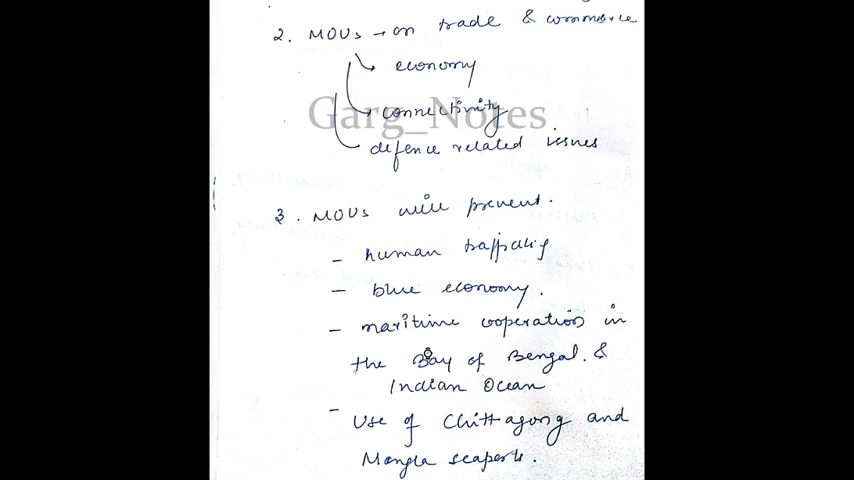 2. MOUs → on trade & commerce
economy
connectivity
Garg_Notes
defence related issues
3. MOUs will prevent.
- human trafficking
- blue economy.
- maritime cooperation in
the Bay of Bengal. &
Indian Ocean
- Use of Chittagong and
Mongla seaports.